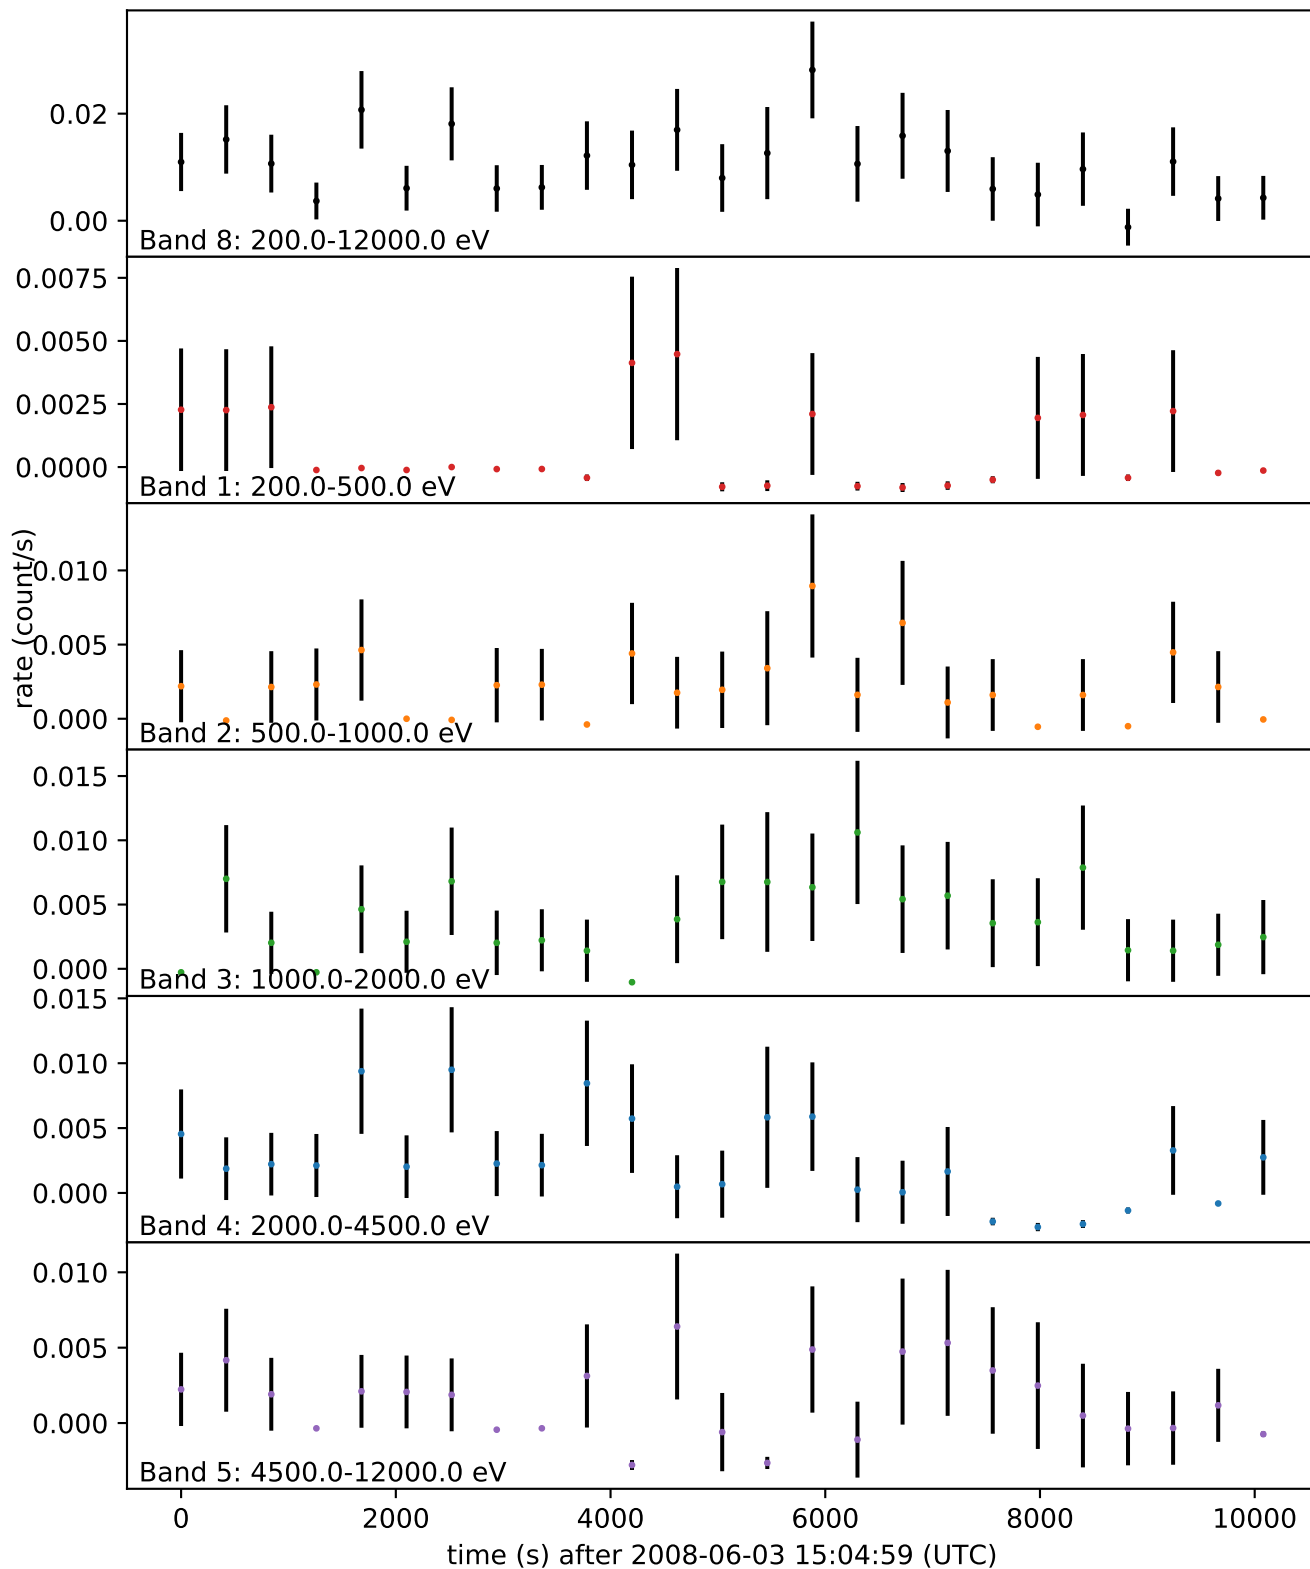 0.02
0.00
Band 8: 200.0-12000.0 eV
0.0075
0.0050
0.0025
0.0000
Band 1: 200.0-500.0 eV
rate (count/s)
0.010
0.005
0.000
Band 2: 500.0-1000.0 eV
0.015
0.010
0.005
0.000
Band 3: 1000.0-2000.0 eV
0.015
0.010
0.005
0.000
Band 4: 2000.0-4500.0 eV
0.010
0.005
0.000
Band 5: 4500.0-12000.0 eV
0 2000 4000 6000 8000 10000
time (s) after 2008-06-03 15:04:59 (UTC)